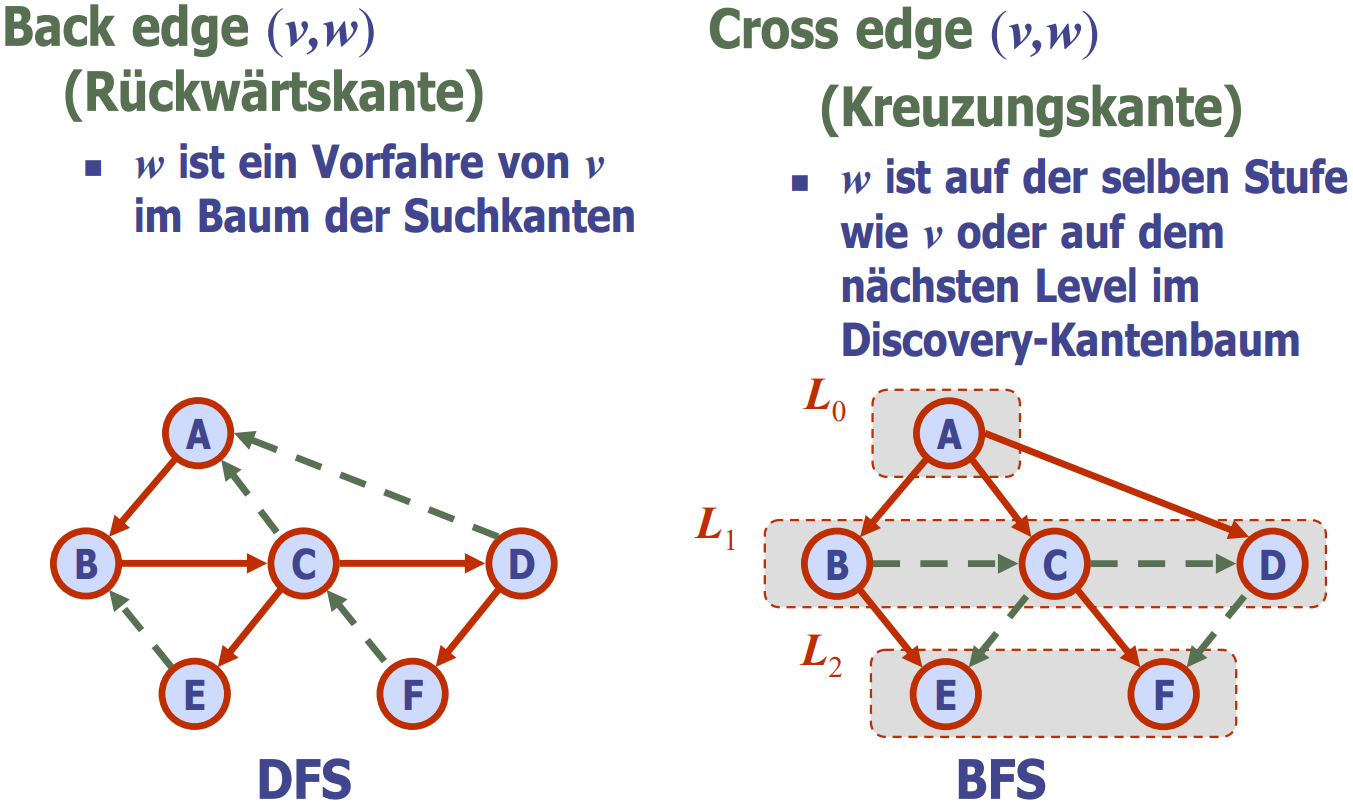 Back edge (v,w)
(Rückwärtskante)
▪ w ist ein Vorfahre von v
im Baum der Suchkanten
A
B
C
D
E
F
DFS
Cross edge (v,w)
(Kreuzungskante)
▪ w ist auf der selben Stufe
wie v oder auf dem
nächsten Level im
Discovery-Kantenbaum
L0
A
L1
B
C
D
L2
E
F
BFS